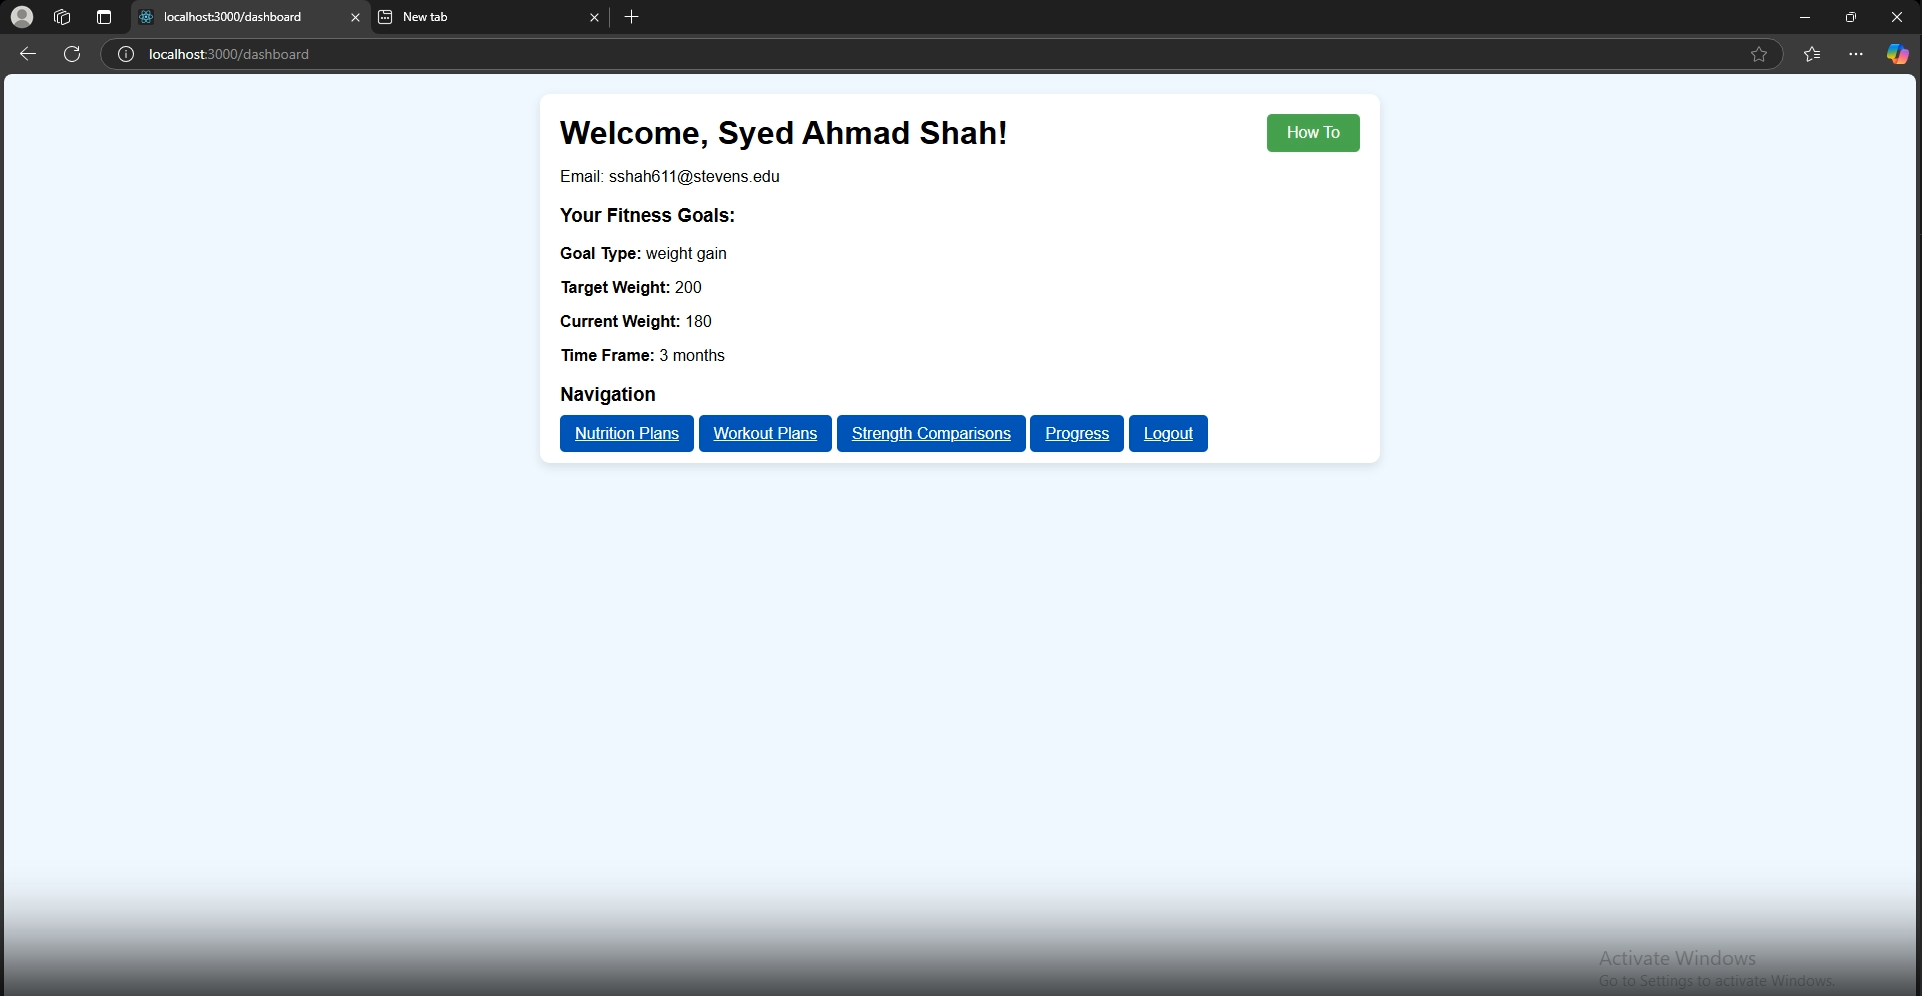 localhost:3000/dashboard
New tab
localhost:3000/dashboard
Welcome, Syed Ahmad Shah!
How To
Email: sshah611@stevens.edu
Your Fitness Goals:
Goal Type: weight gain
Target Weight: 200
Current Weight: 180
Time Frame: 3 months
Navigation
Nutrition Plans
Workout Plans
Strength Comparisons
Progress
Logout
Activate Windows
Go to Settings to activate Windows.